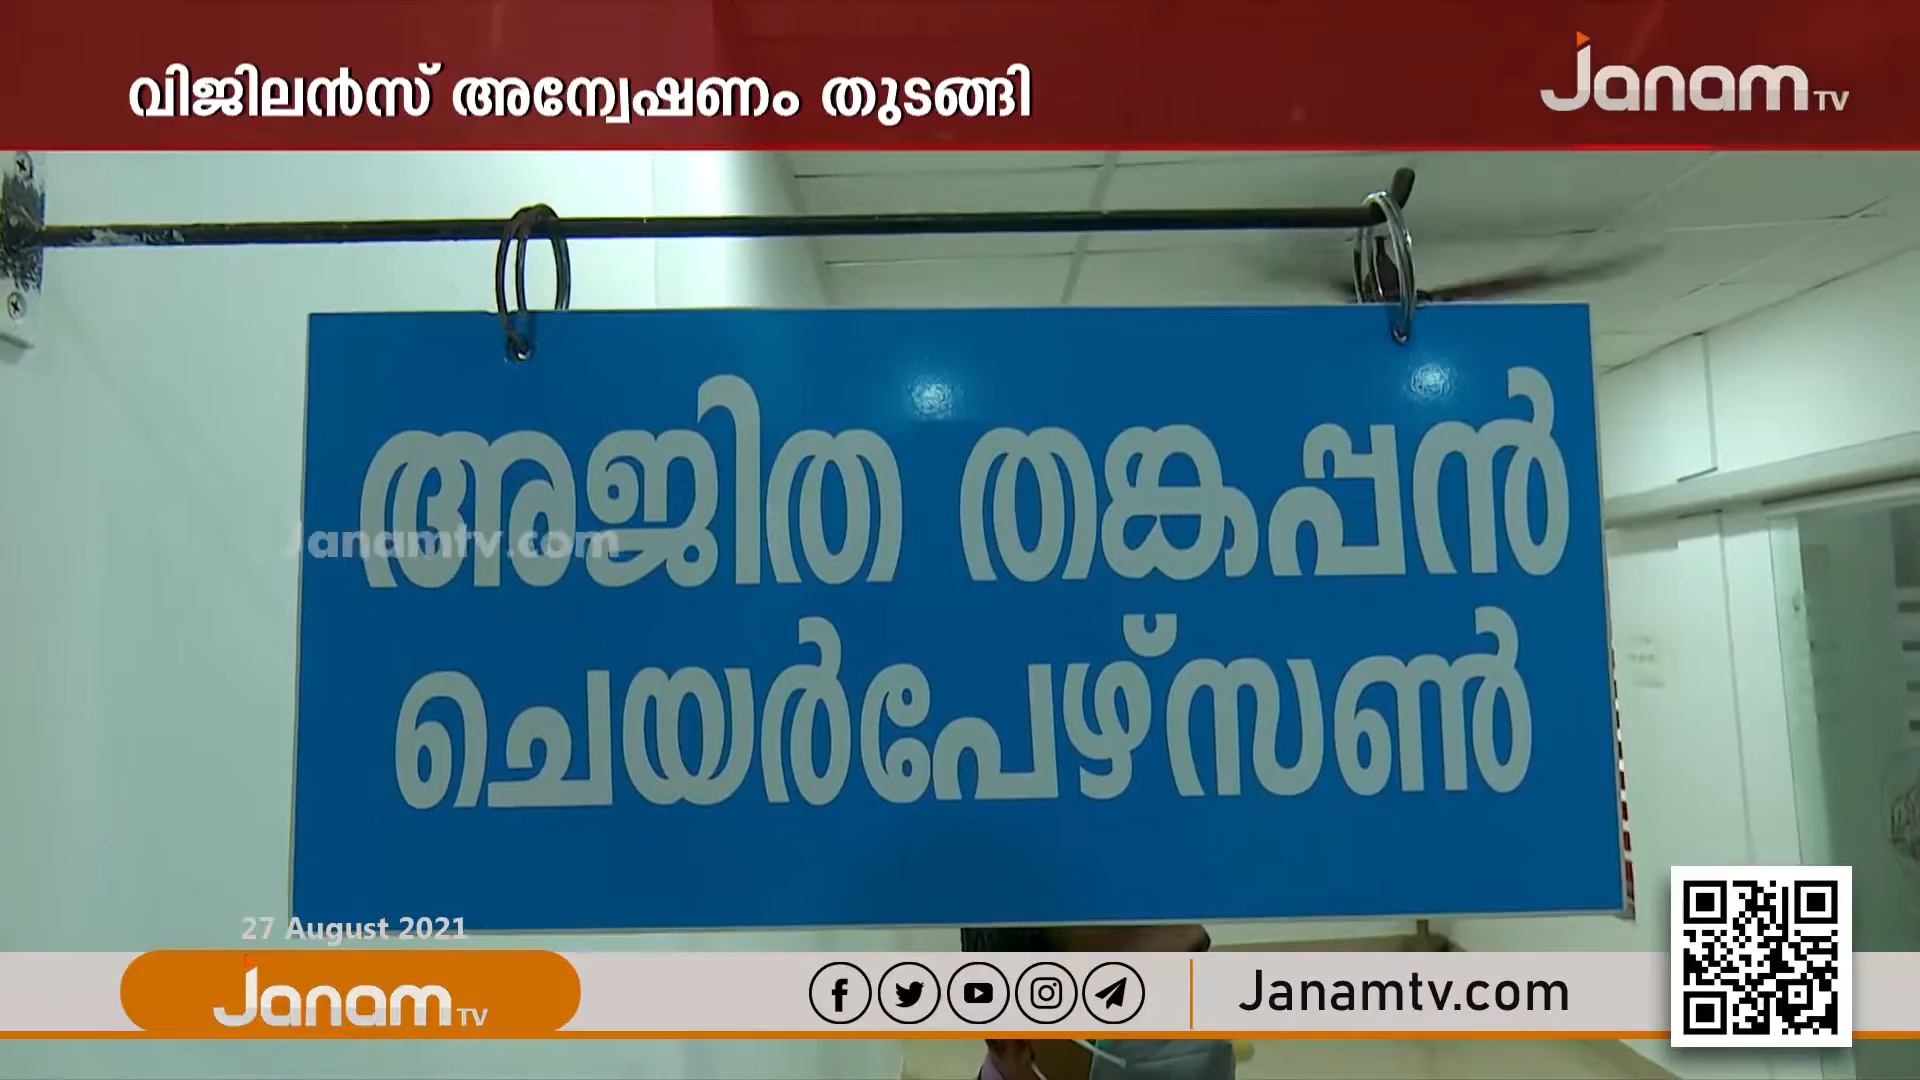 വിജിലൻസ് അന്വേഷണം തുടങ്ങി
Janam TV
അജിത തങ്കപ്പൻ
Janamtv.com
ചെയർപേഴ്സൺ
27 August 2021
Janam TV
Janamtv.com